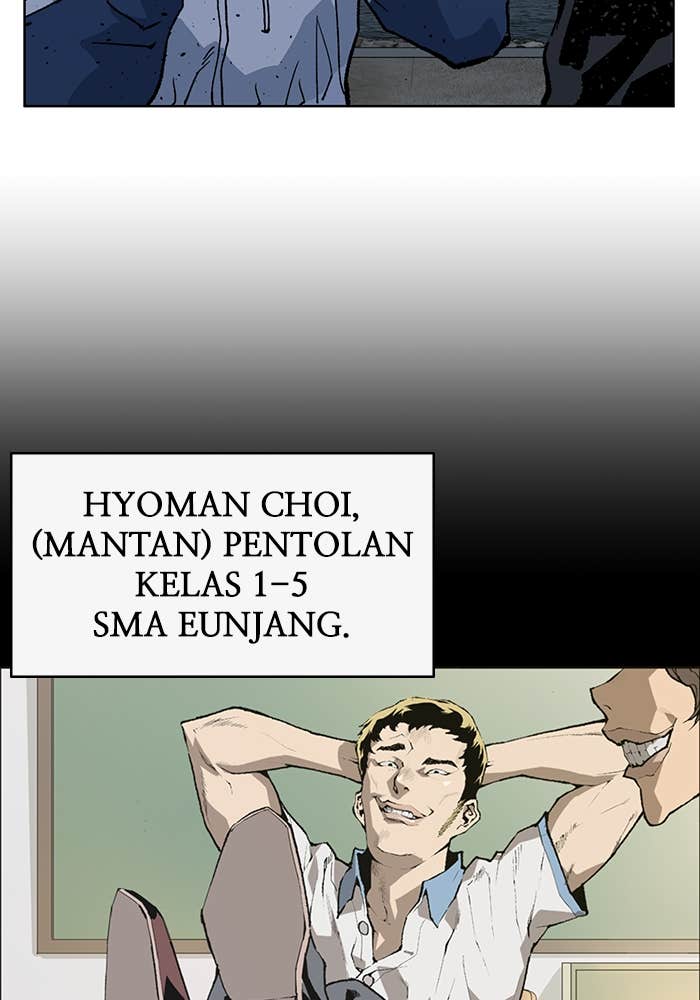 HYOMAN CHOI,
(MANTAN) PENTOLAN
KELAS 1-5
SMA EUNJANG.